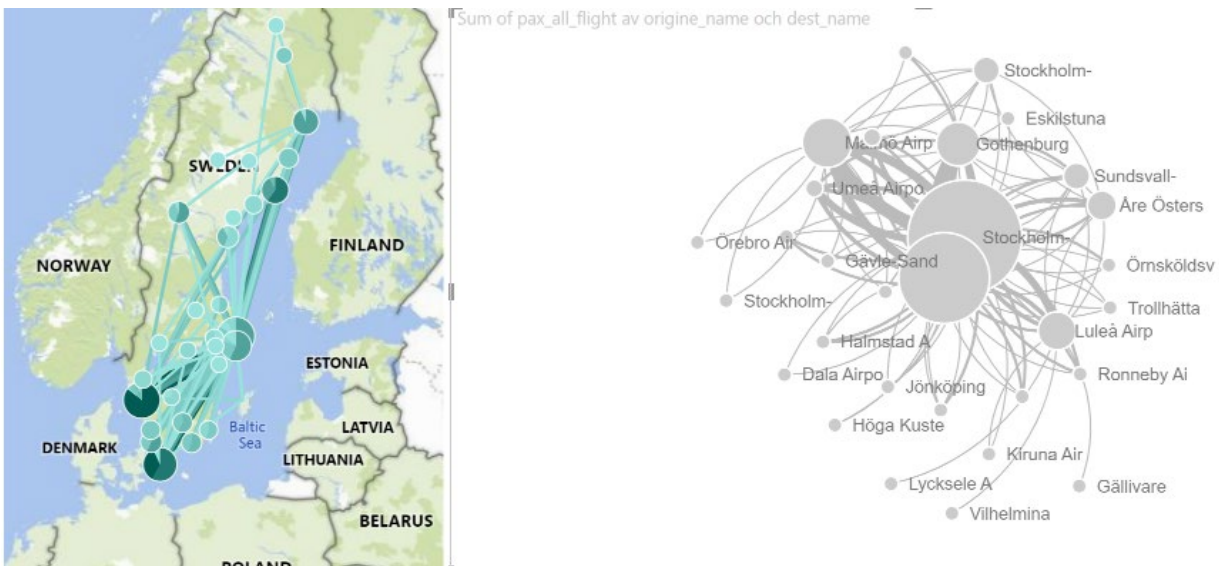 SWEDEN
NORWAY
FINLAND
ESTONIA
Baltic
Sea
LATVIA
DENMARK
LITHUANIA
BELARUS
POLAND
Sum of pax_all_flight av origine_name och dest_name
Stockholm-
Eskilstuna
Malmö Airp
Gothenburg
Sundsvall-
Umeå Airpo
Åre Östers
Stockholm-
Örebro Air
Gävle-Sand
Örnsköldsv
Stockholm-
Trollhätta
Luleå Airp
Halmstad A
Dala Airpo
Jönköping
Ronneby Ai
Höga Kuste
Kiruna Air
Lycksele A
Gällivare
Vilhelmina